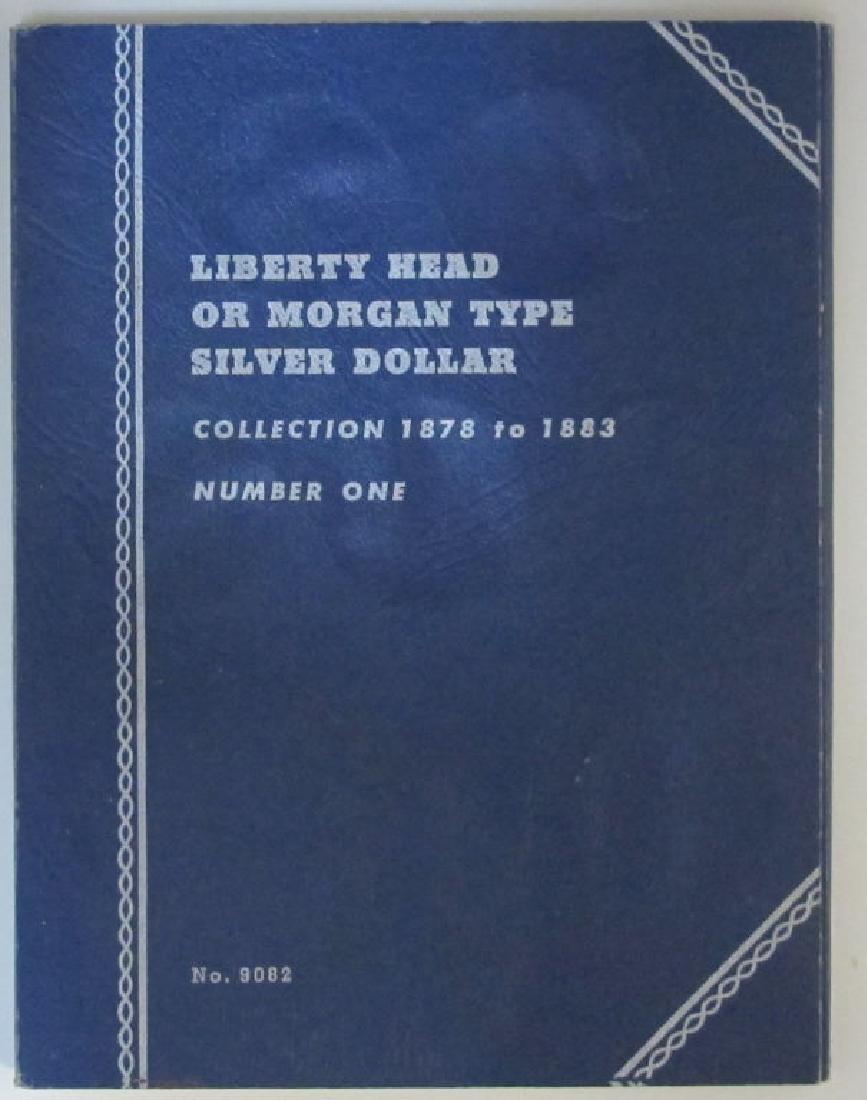 LIBERTY HEAD
OR MORGAN TYPE
SILVER DOLLAR
COLLECTION 1878 to 1883
NUMBER ONE
No. 9082